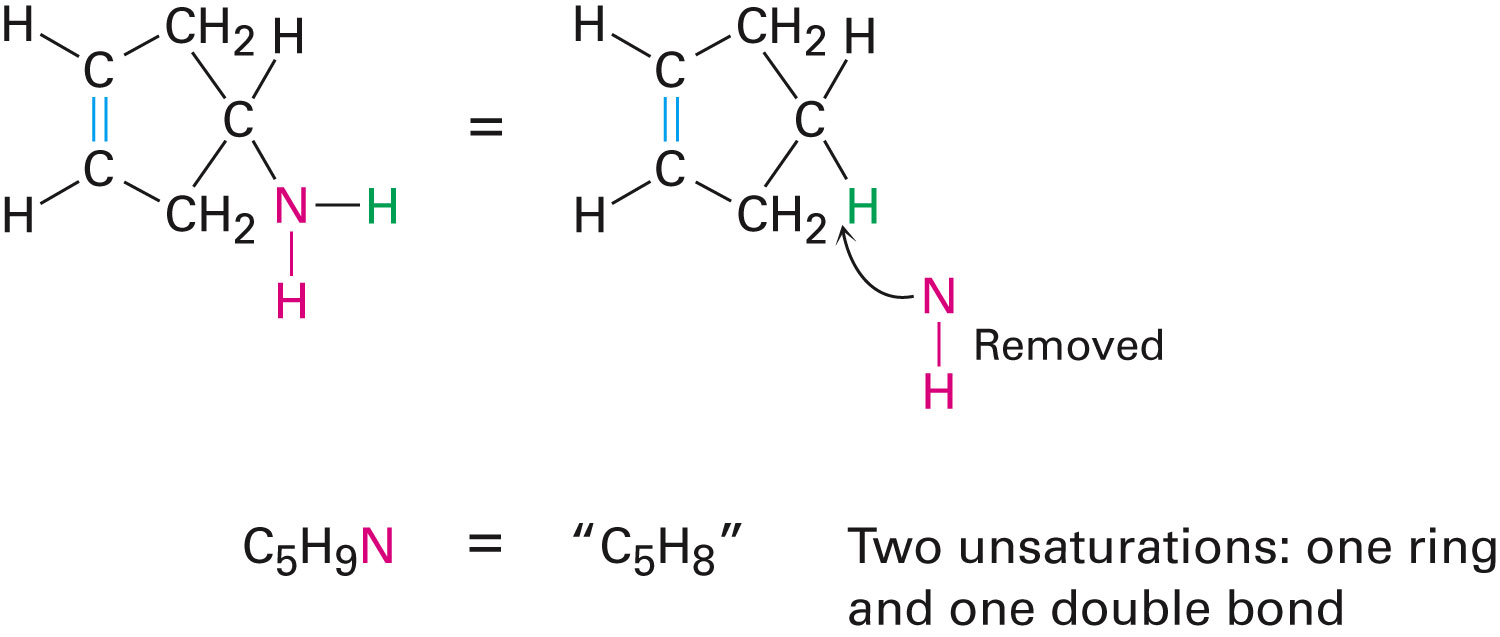 H CH₂ H H CH₂ H
C C
C = C
C C
H CH₂ N H H CH₂ H
H N
Removed
H
C₅H₉N = “C₅H₈” Two unsaturations: one ring
and one double bond